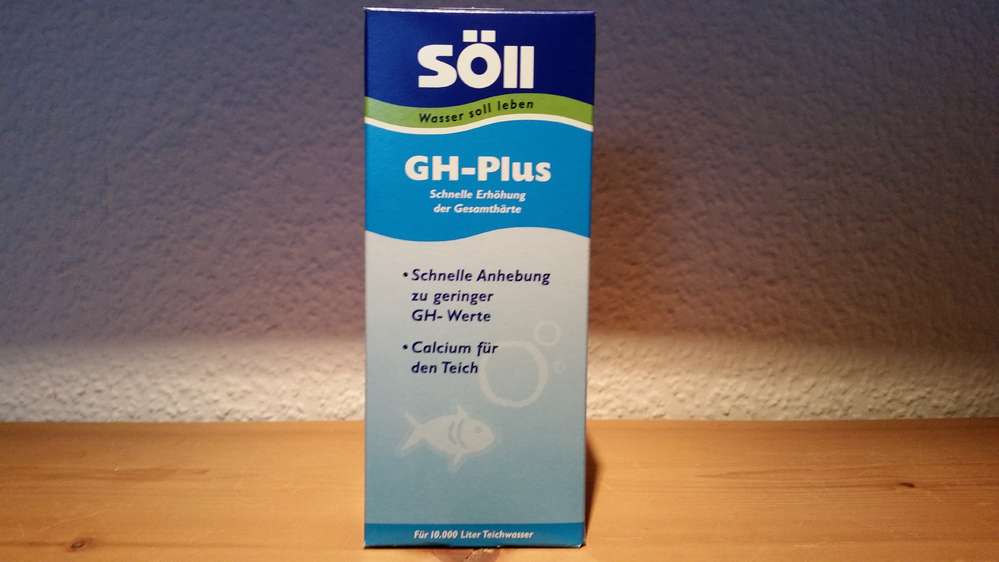 SÖLL
Wasser soll leben
GH-Plus
Schnelle Erhöhung
der Gesamthärte
• Schnelle Anhebung
zu geringer
GH- Werte
• Calcium für
den Teich
Für 10.000 Liter Teichwasser